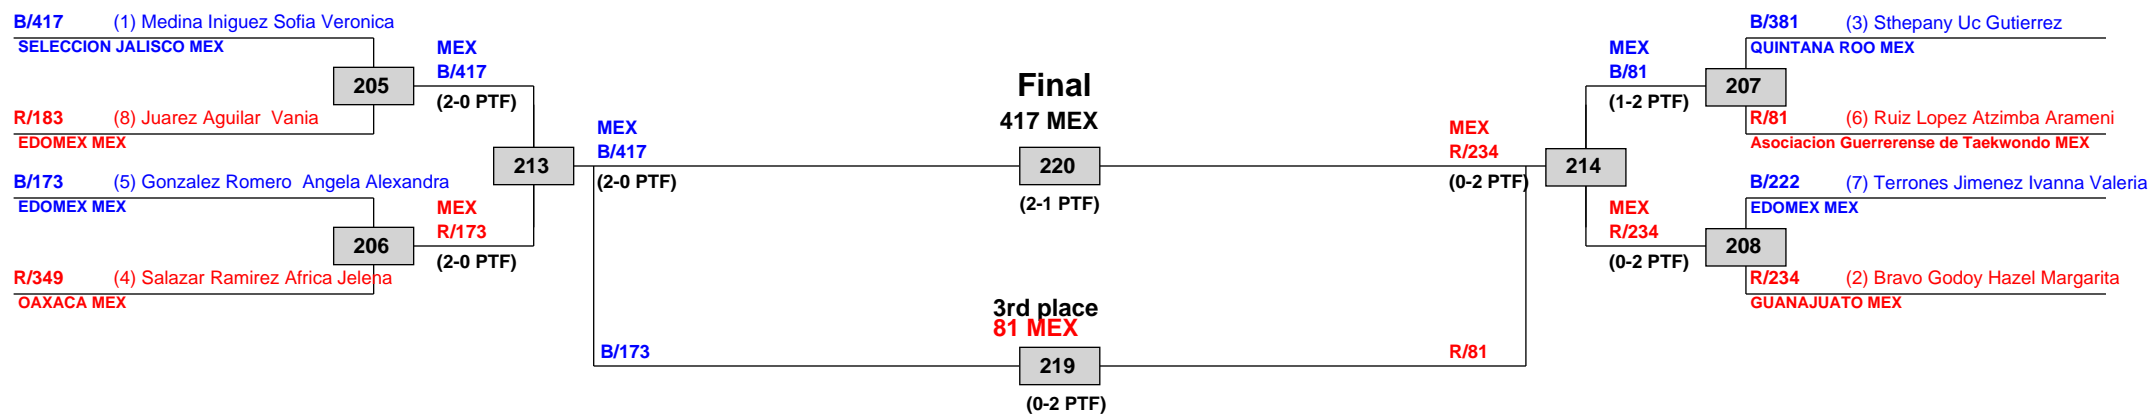 B/417 (1) Medina Iniguez Sofia Veronica
SELECCION JALISCO MEX
205
MEX
B/417
(2-0 PTF)
R/183 (8) Juarez Aguilar  Vania
EDOMEX MEX
B/173 (5) Gonzalez Romero  Angela Alexandra
EDOMEX MEX
206
MEX
R/173
(2-0 PTF)
R/349 (4) Salazar Ramirez Africa Jelena
OAXACA MEX
213
MEX
B/417
(2-0 PTF)
Final
417 MEX
220
(2-1 PTF)
3rd place
81 MEX
B/173
219
R/81
(0-2 PTF)
MEX
R/234
(0-2 PTF)
214
MEX
B/81
(1-2 PTF)
207
B/381 (3) Sthepany Uc Gutierrez
QUINTANA ROO MEX
R/81 (6) Ruiz Lopez Atzimba Arameni
Asociacion Guerrerense de Taekwondo MEX
MEX
R/234
(0-2 PTF)
208
B/222 (7) Terrones Jimenez Ivanna Valeria
EDOMEX MEX
R/234 (2) Bravo Godoy Hazel Margarita
GUANAJUATO MEX